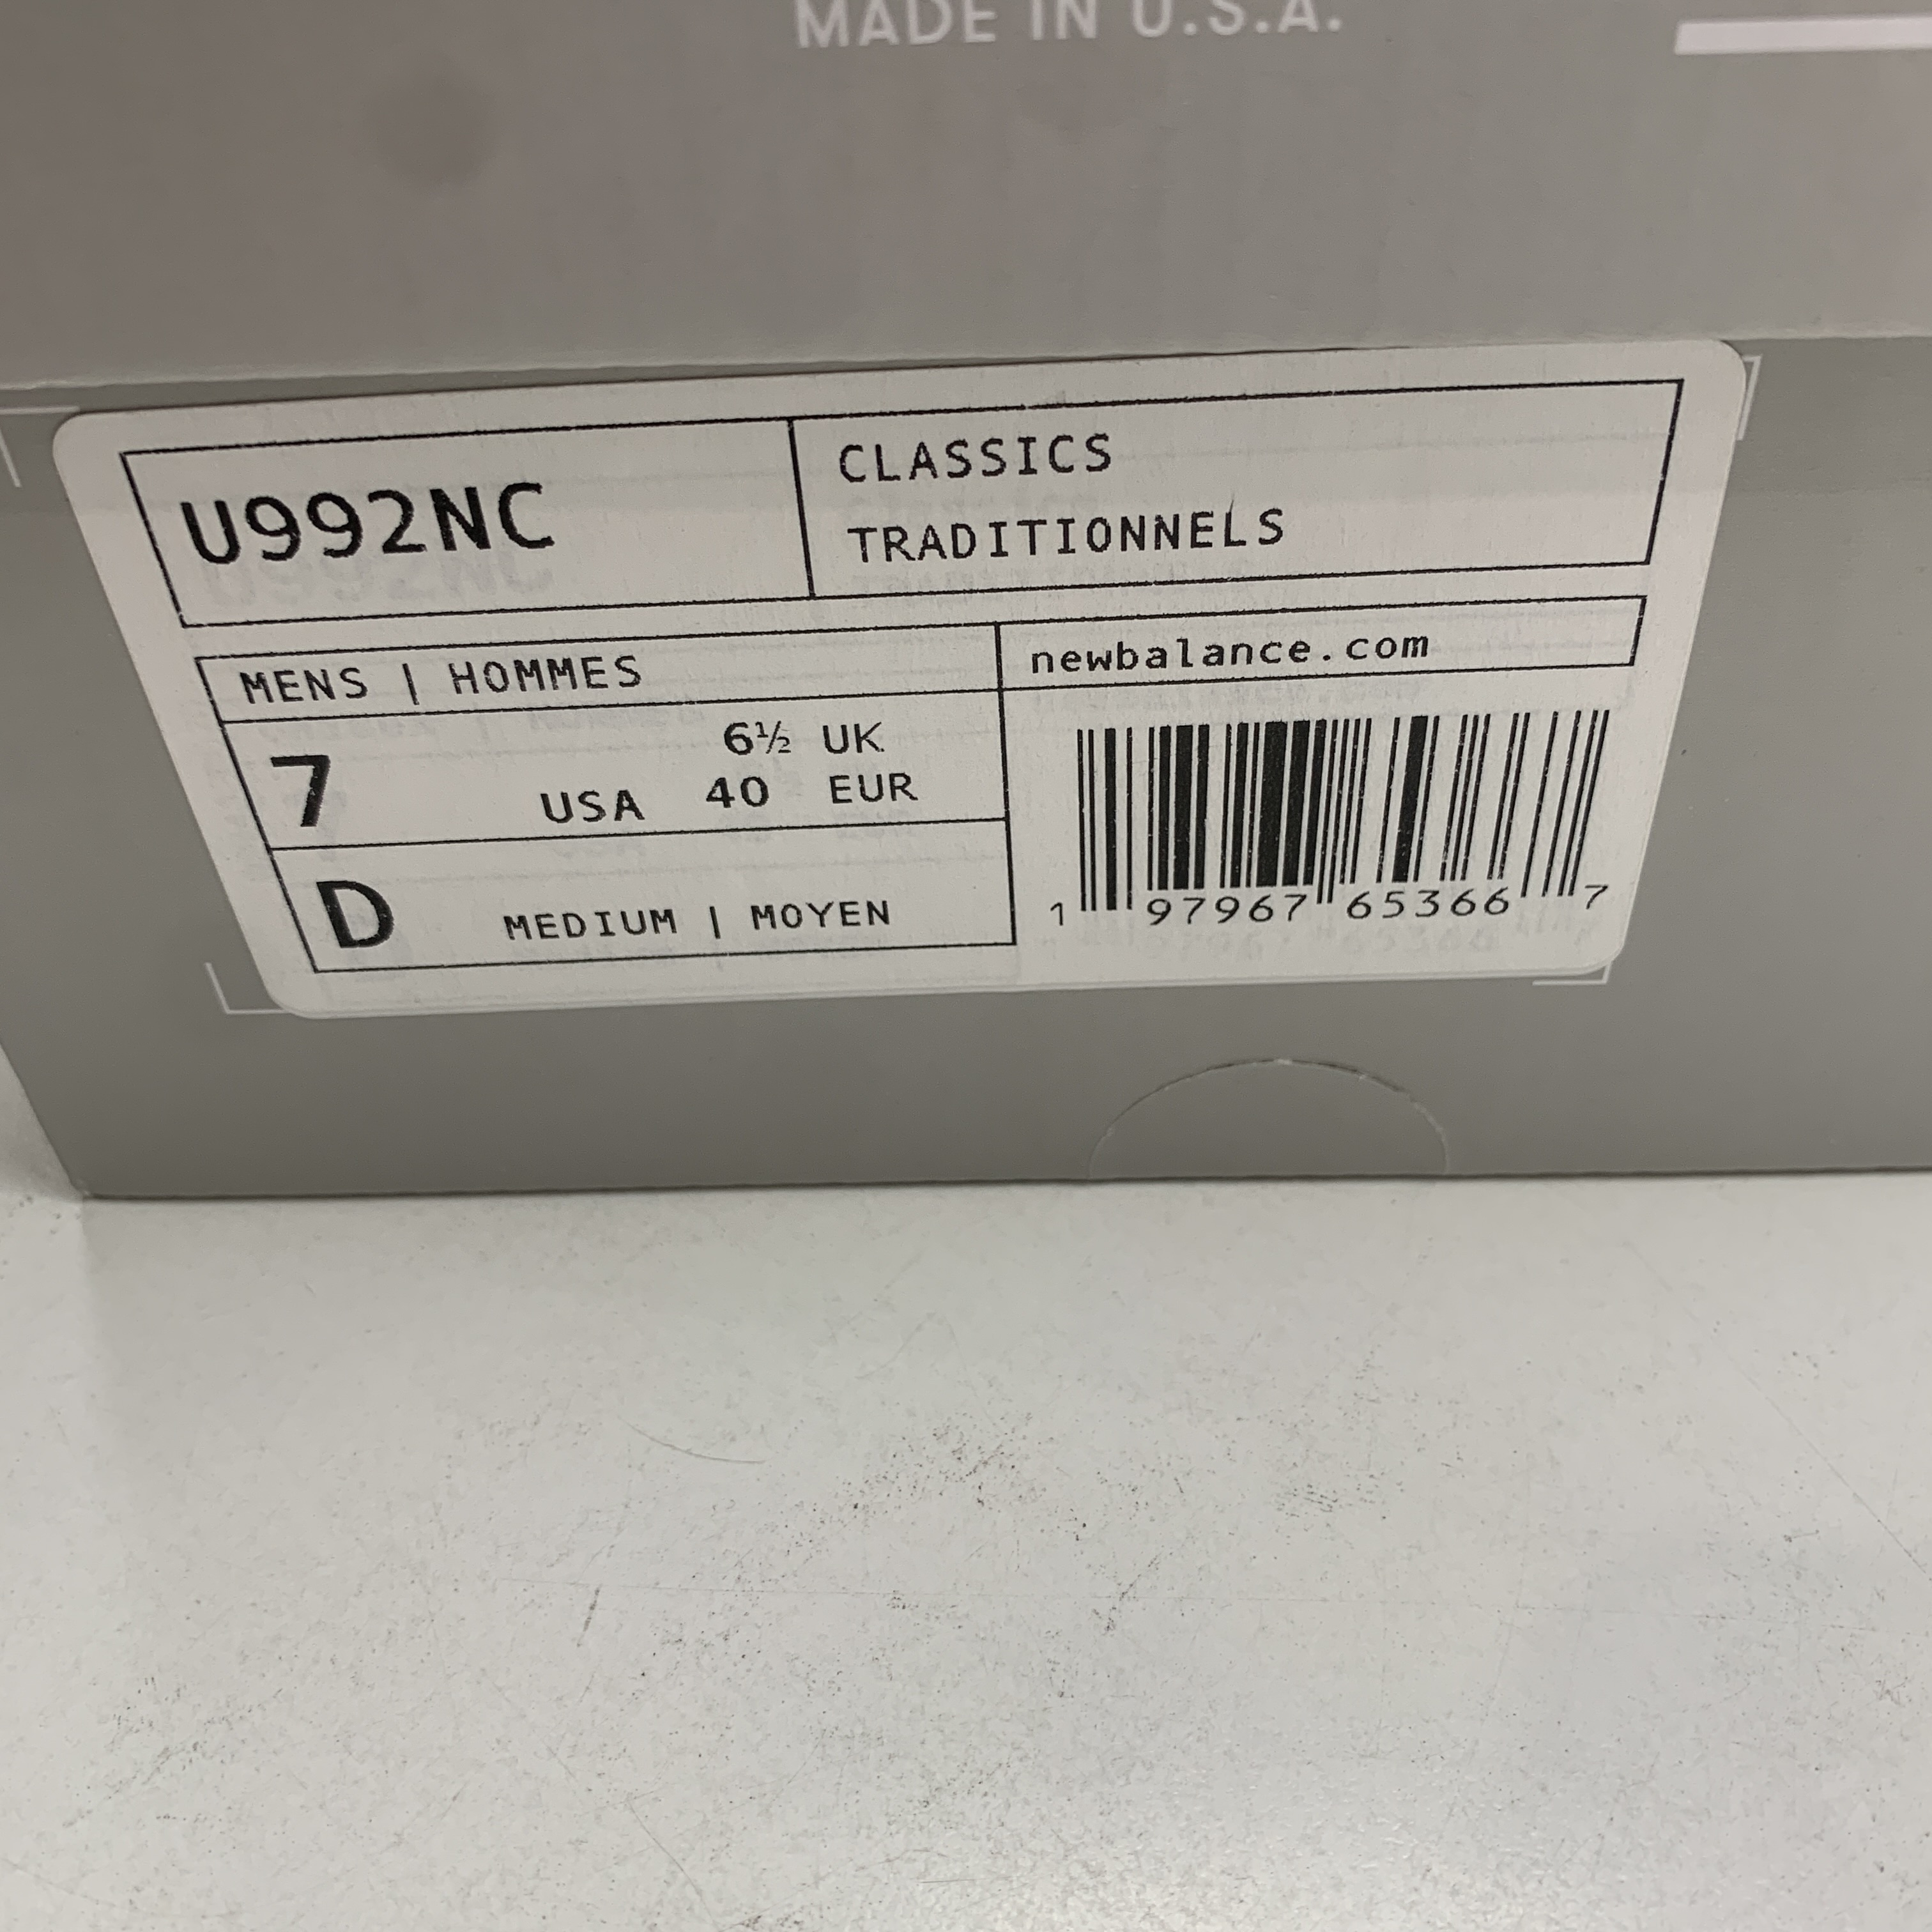 MADE IN U.S.A.
U992NC
CLASSICS
TRADITIONNELS
MENS | HOMMES
newbalance.com
7 USA 6½ UK
40 EUR
D MEDIUM | MOYEN
1 97967 65366 7